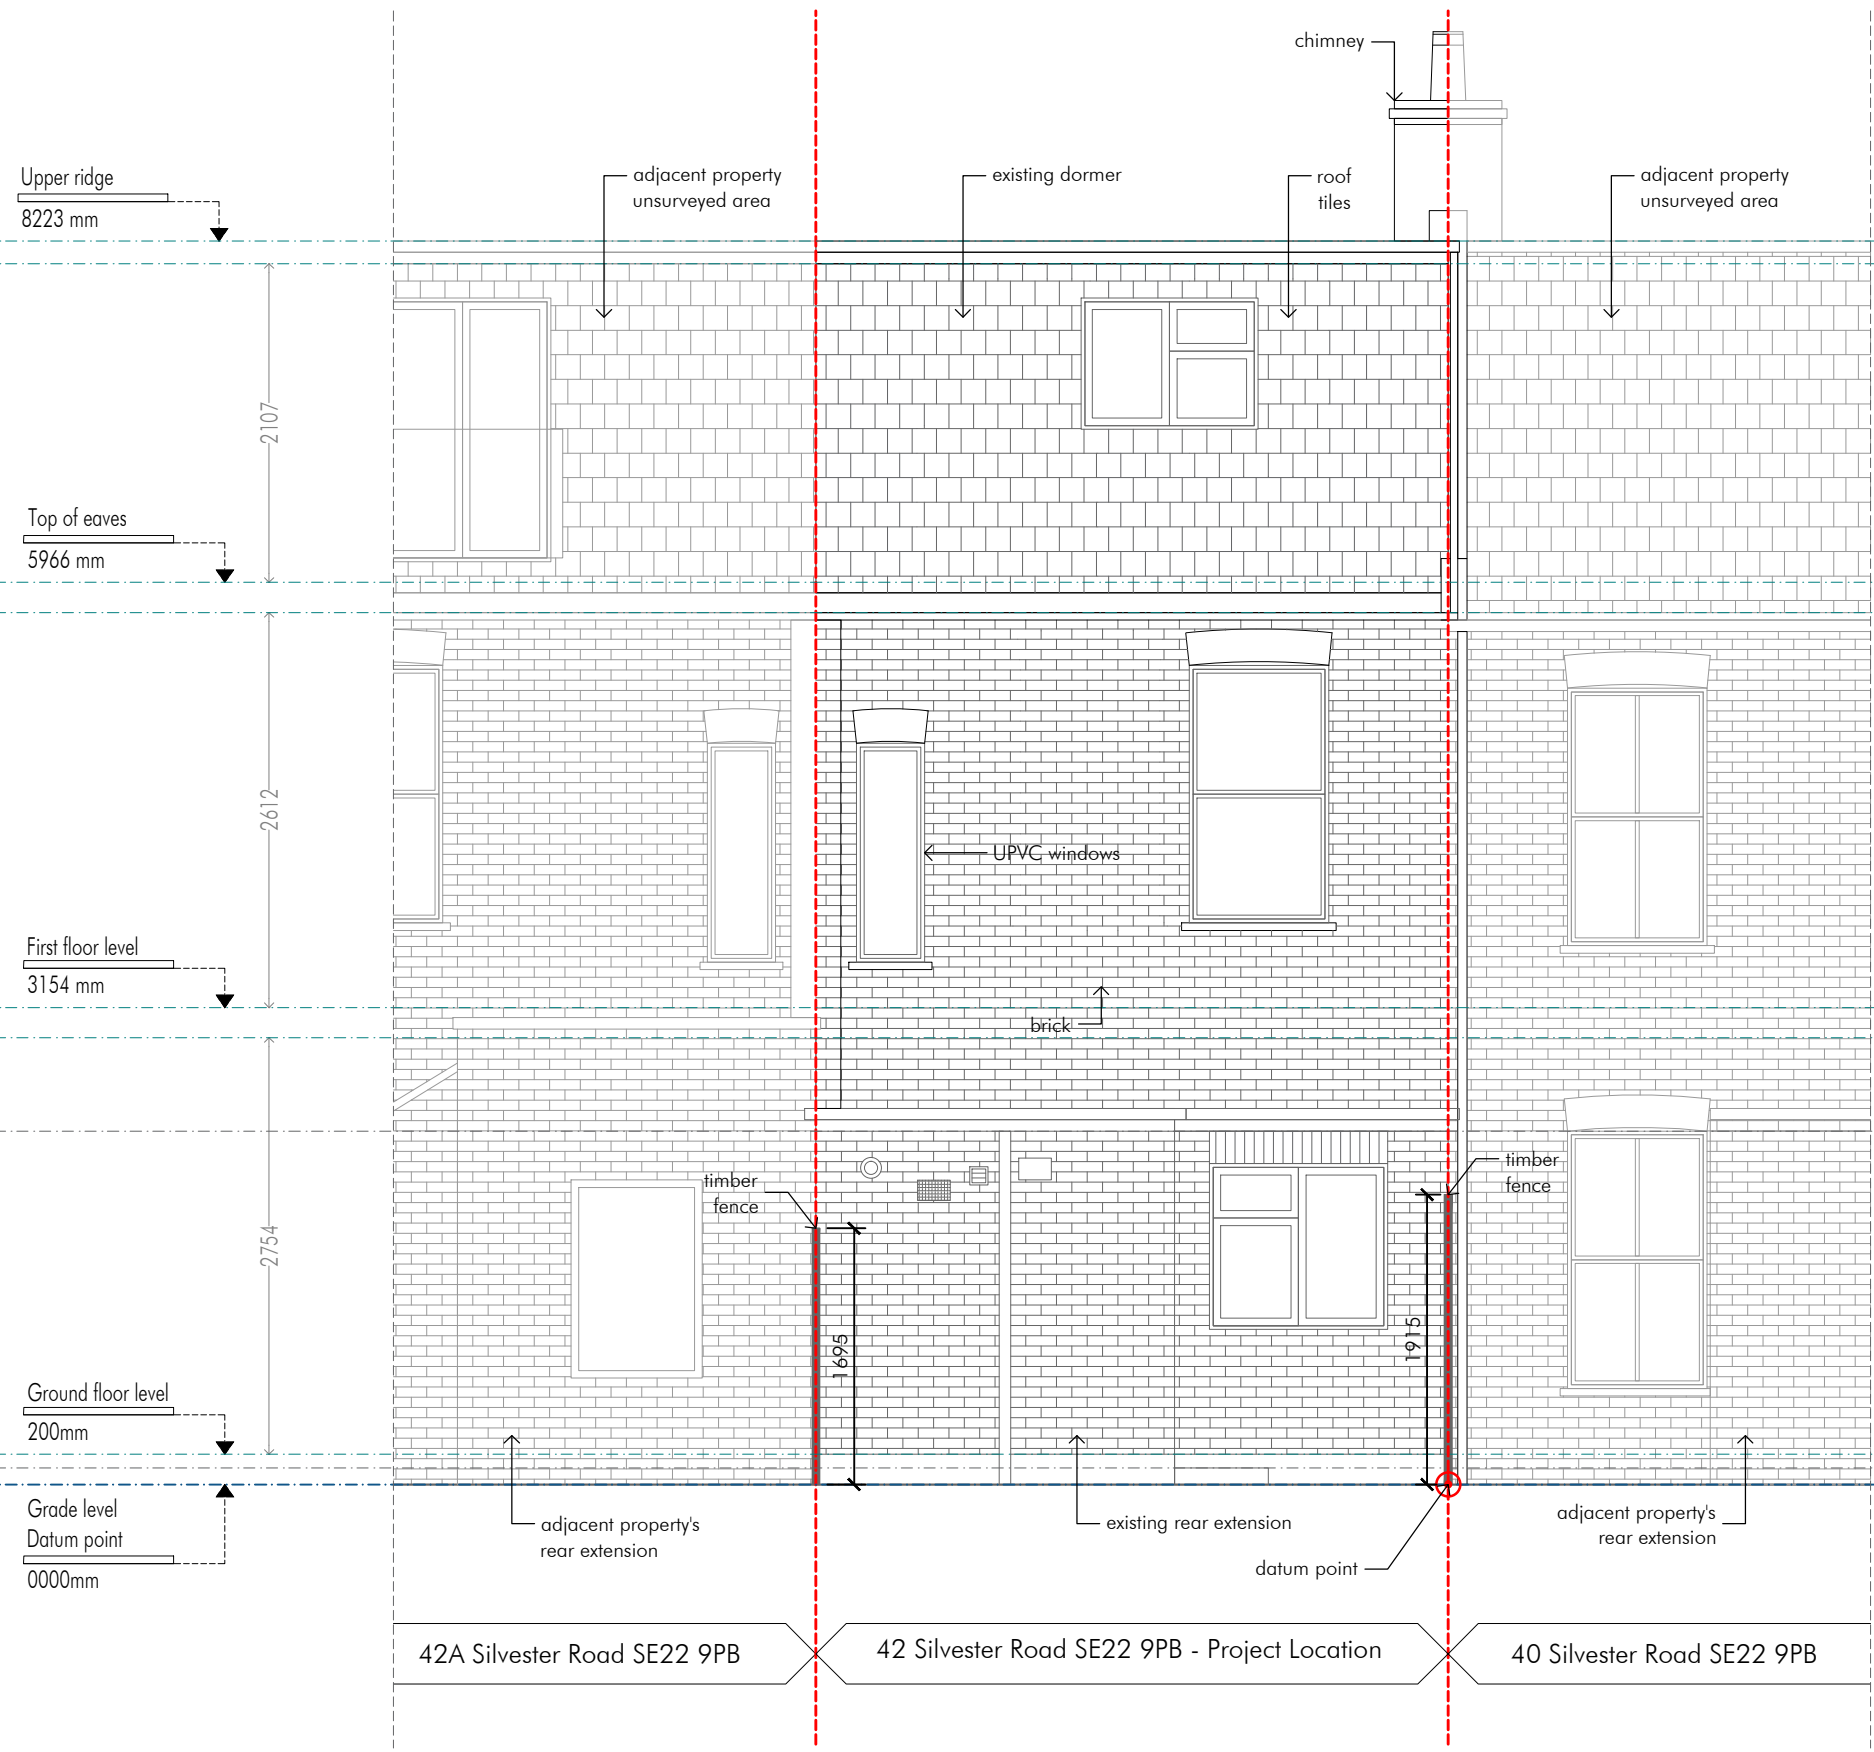 chimney
Upper ridge
8223 mm
adjacent property
unsurveyed area
existing dormer
roof
tiles
adjacent property
unsurveyed area
2107
Top of eaves
5966 mm
2612
UPVC windows
First floor level
3154 mm
brick
timber
fence
timber
fence
2754
1695
1915
Ground floor level
200mm
Grade level
Datum point
0000mm
adjacent property's
rear extension
existing rear extension
adjacent property's
rear extension
datum point
42A Silvester Road SE22 9PB
42 Silvester Road SE22 9PB - Project Location
40 Silvester Road SE22 9PB